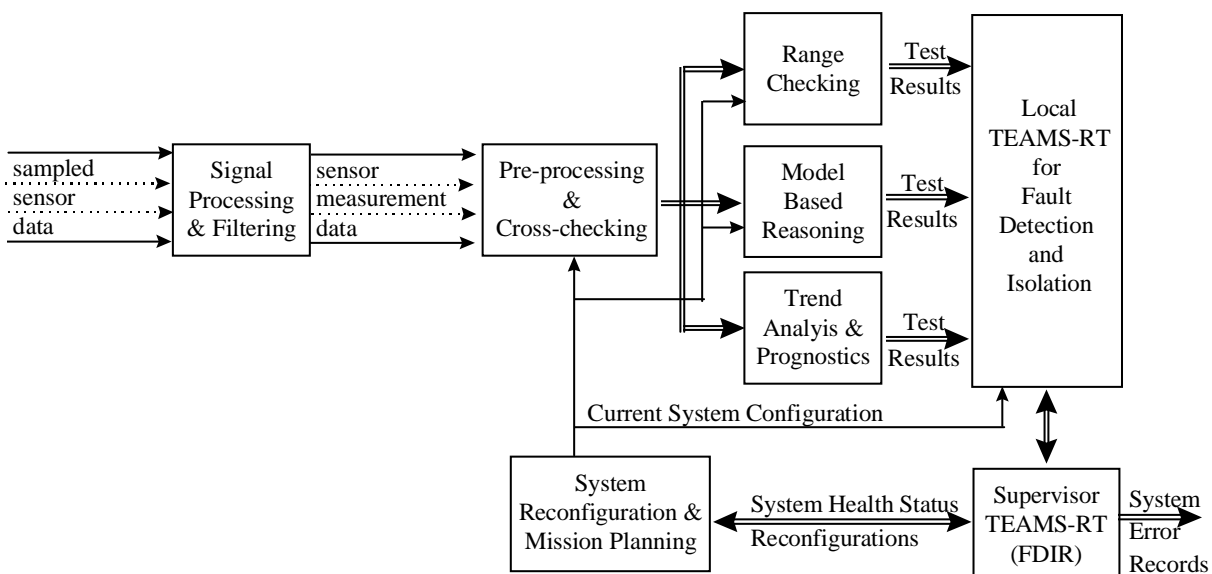 sampled
sensor
data
Signal
Processing
& Filtering
sensor
measurement
data
Pre-processing
&
Cross-checking
Range
Checking
Test
Results
Model
Based
Reasoning
Test
Results
Trend
Analyis &
Prognostics
Test
Results
Local
TEAMS-RT
for
Fault
Detection
and
Isolation
Current System Configuration
System
Reconfiguration &
Mission Planning
System Health Status
Reconfigurations
Supervisor
TEAMS-RT
(FDIR)
System
Error
Records